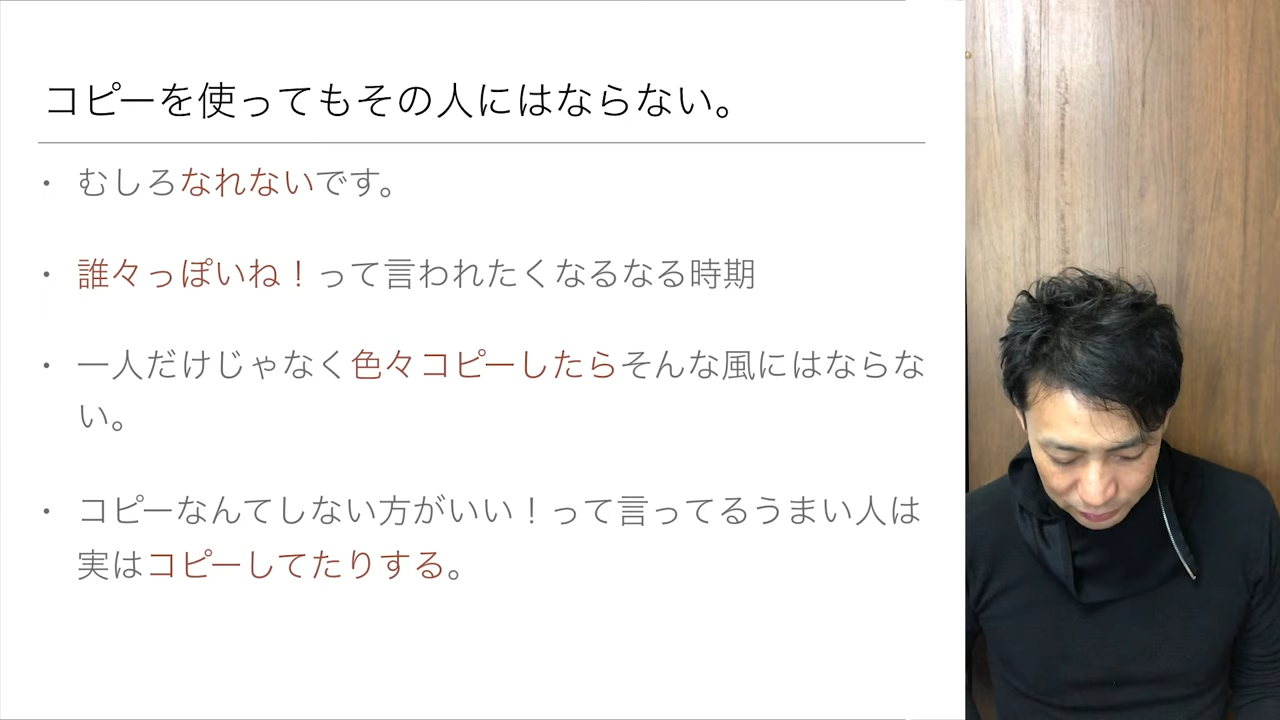 コピーを使ってもその人にはならない。
・ むしろなれないです。
・ 誰々っぽいね！って言われたくなるなる時期
・ 一人だけじゃなく色々コピーしたらそんな風にはならな
い。
・ コピーなんてしない方がいい！って言ってるうまい人は
実はコピーしてたりする。